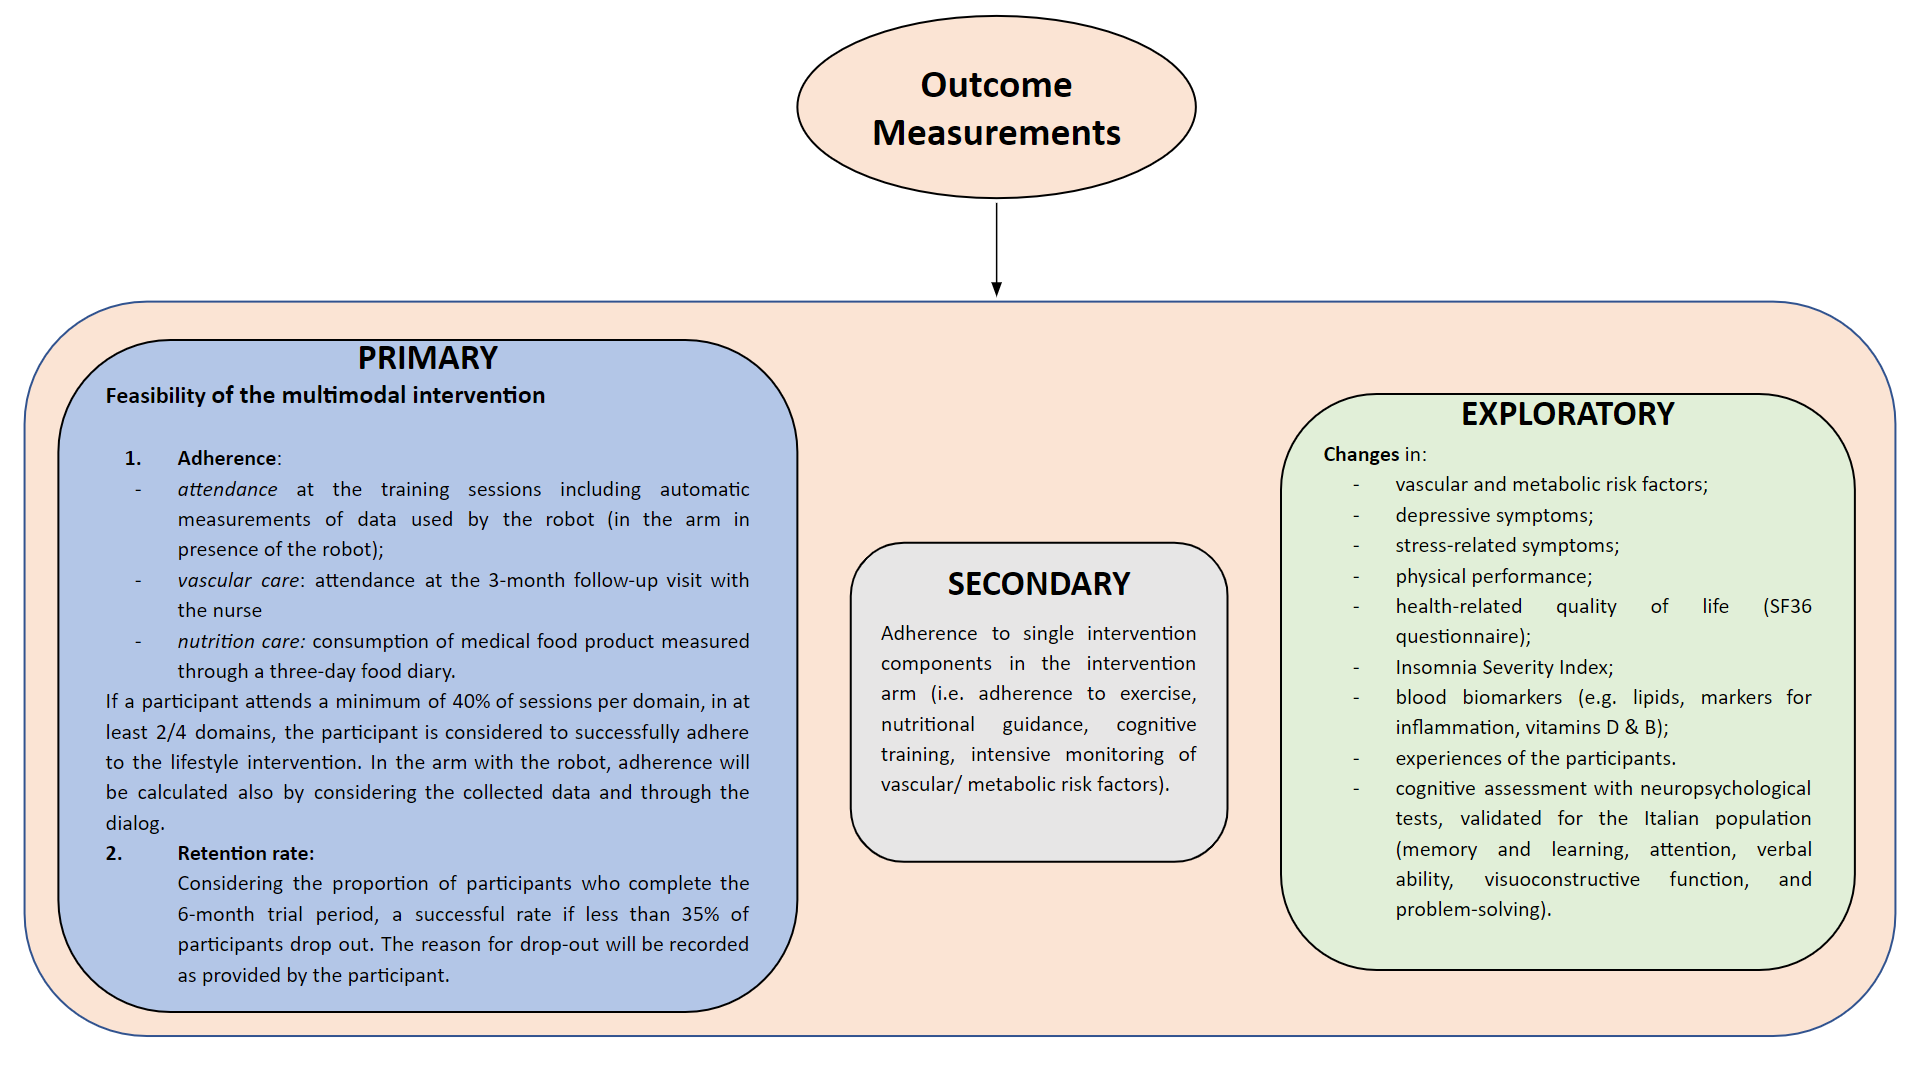 Outcome
Measurements
PRIMARY
Feasibility of the multimodal intervention
1. Adherence:
- attendance at the training sessions including automatic
measurements of data used by the robot (in the arm in
presence of the robot);
- vascular care: attendance at the 3-month follow-up visit with
the nurse
- nutrition care: consumption of medical food product measured
through a three-day food diary.
If a participant attends a minimum of 40% of sessions per domain, in at
least 2/4 domains, the participant is considered to successfully adhere
to the lifestyle intervention. In the arm with the robot, adherence will
be calculated also by considering the collected data and through the
dialog.
2. Retention rate:
Considering the proportion of participants who complete the
6-month trial period, a successful rate if less than 35% of
participants drop out. The reason for drop-out will be recorded
as provided by the participant.
SECONDARY
Adherence to single intervention
components in the intervention
arm (i.e. adherence to exercise,
nutritional guidance, cognitive
training, intensive monitoring of
vascular/ metabolic risk factors).
EXPLORATORY
Changes in:
- vascular and metabolic risk factors;
- depressive symptoms;
- stress-related symptoms;
- physical performance;
- health-related quality of life (SF36
questionnaire);
- Insomnia Severity Index;
- blood biomarkers (e.g. lipids, markers for
inflammation, vitamins D & B);
- experiences of the participants.
- cognitive assessment with neuropsychological
tests, validated for the Italian population
(memory and learning, attention, verbal
ability, visuoconstructive function, and
problem-solving).